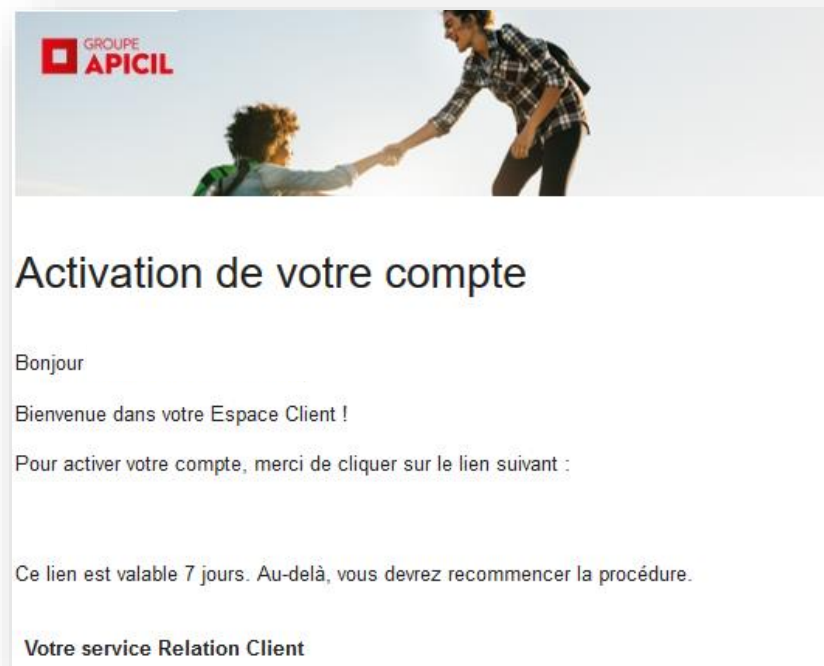 GROUPE
APICIL
Activation de votre compte
Bonjour
Bienvenue dans votre Espace Client !
Pour activer votre compte, merci de cliquer sur le lien suivant :
Ce lien est valable 7 jours. Au-delà, vous devrez recommencer la procédure.
Votre service Relation Client